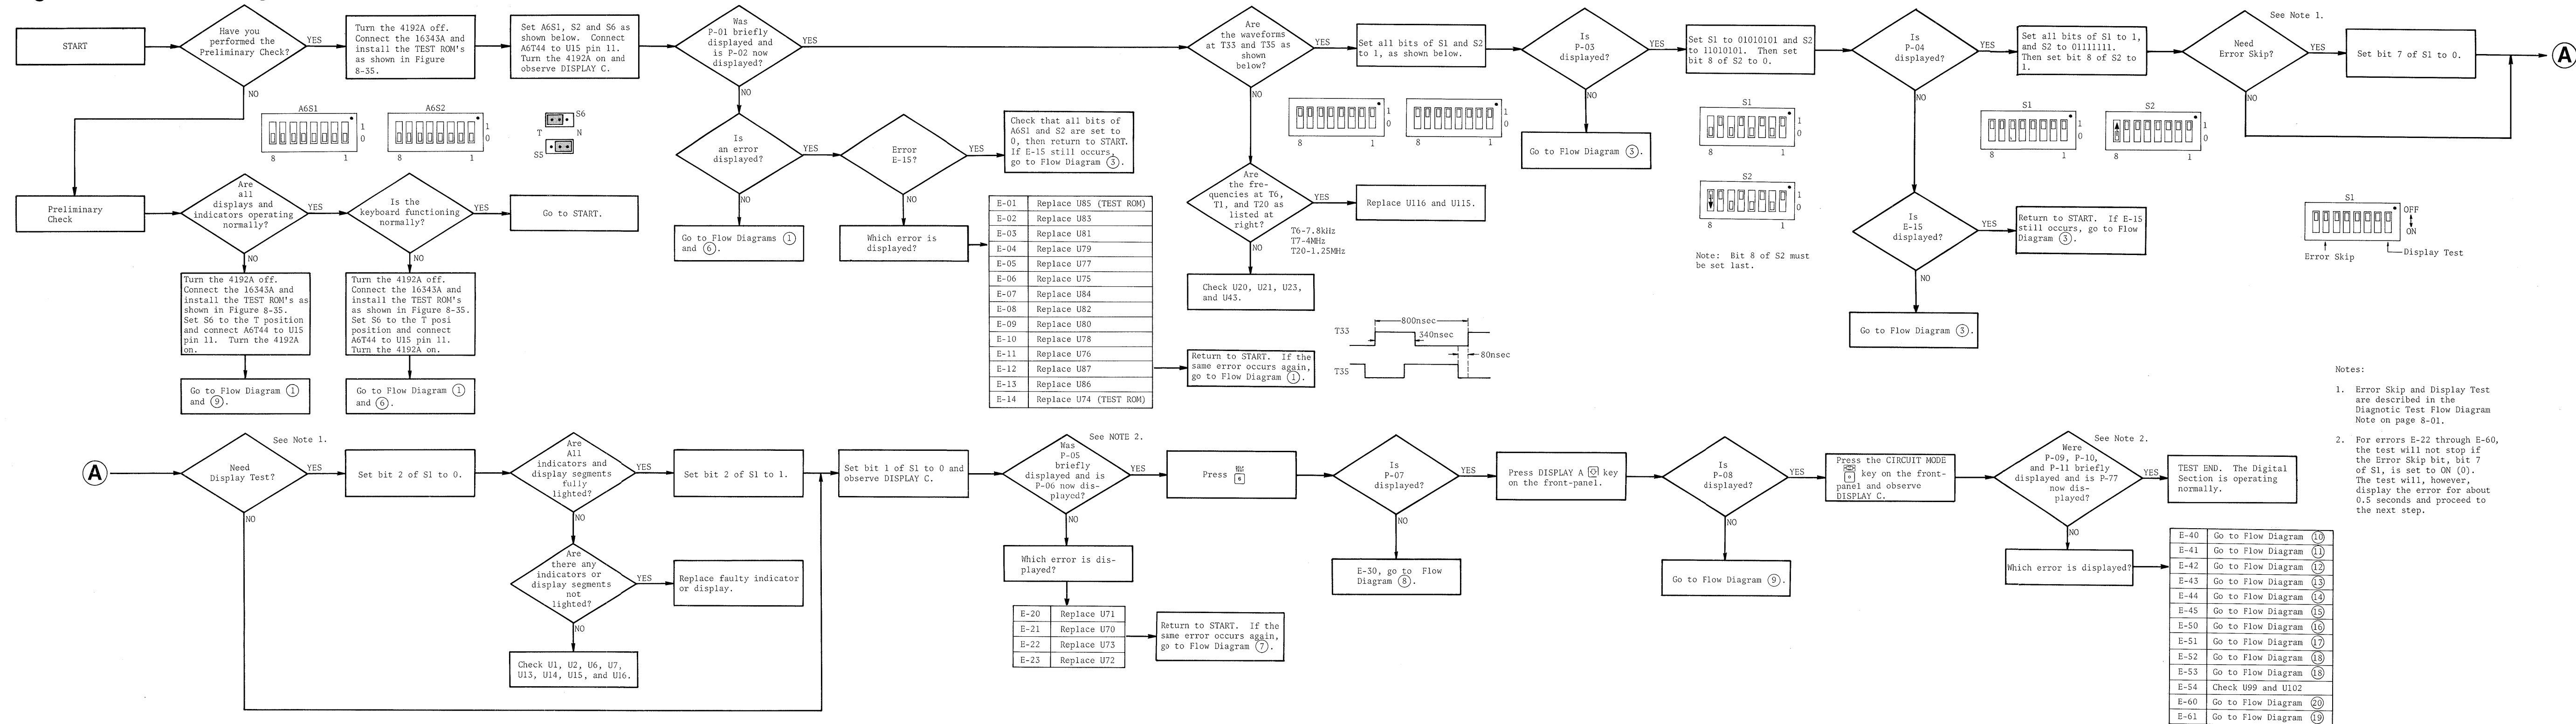 START
Have you
performed the
Preliminary Check?
YES
NO
Turn the 4192A off.
Connect the 16343A and
install the TEST ROM's
as shown in Figure
8-35.
Set A6S1, S2 and S6 as
shown below. Connect
A6T44 to U15 pin 11.
Turn the 4192A on and
observe DISPLAY C.
Was
P-01 briefly
displayed and
is P-02 now
displayed?
YES
NO
Are
the waveforms
at T33 and T35 as
shown
below?
YES
NO
Set all bits of S1 and S2
to 1, as shown below.
Is
P-03
displayed?
YES
NO
Set S1 to 01010101 and S2
to 11010101. Then set
bit 8 of S2 to 0.
Is
P-04
displayed?
YES
NO
Set all bits of S1 to 1,
and S2 to 01111111.
Then set bit 8 of S2 to
1.
See Note 1.
Need
Error Skip?
YES
NO
Set bit 7 of S1 to 0.
A
A6S1
1
0
8 1
A6S2
1
0
8 1
S6
T N
S5
Is
an error
displayed?
YES
NO
Error
E-15?
YES
NO
Check that all bits of
A6S1 and S2 are set to
0, then return to START.
If E-15 still occurs,
go to Flow Diagram 3.
1
0
8 1
1
0
8 1
Go to Flow Diagram 3.
S1
1
0
8 1
S2
1
0
8 1
Note: Bit 8 of S2 must
be set last.
S1
1
0
8 1
S2
1
0
8 1
Preliminary
Check
Are
all
displays and
indicators operating
normally?
YES
NO
Is the
keyboard functioning
normally?
YES
NO
Go to START.
Go to Flow Diagrams 1
and 6.
Which error is
displayed?
E-01 Replace U85 (TEST ROM)
E-02 Replace U83
E-03 Replace U81
E-04 Replace U79
E-05 Replace U77
E-06 Replace U75
E-07 Replace U84
E-08 Replace U82
E-09 Replace U80
E-10 Replace U78
E-11 Replace U76
E-12 Replace U87
E-13 Replace U86
E-14 Replace U74 (TEST ROM)
Return to START. If the
same error occurs again,
go to Flow Diagram 1.
Are
the fre-
quencies at T6,
T1, and T20 as
listed at
right?
YES
NO
Replace U116 and U115.
T6-7.8kHz
T7-4MHz
T20-1.25MHz
Check U20, U21, U23,
and U43.
T33
800nsec
340nsec
80nsec
T35
Is
E-15
displayed?
YES
NO
Return to START. If E-15
still occurs, go to Flow
Diagram 3.
Go to Flow Diagram 3.
S1
OFF
ON
Error Skip
Display Test
Turn the 4192A off.
Connect the 16343A and
install the TEST ROM's as
shown in Figure 8-35.
Set S6 to the T position
and connect A6T44 to U15
pin 11. Turn the 4192A
on.
Go to Flow Diagram 1
and 9.
Turn the 4192A off.
Connect the 16343A and
install the TEST ROM's
as shown in Figure 8-35.
Set S6 to the T posi
position and connect
A6T44 to U15 pin 11.
Turn the 4192A on.
Go to Flow Diagram 1
and 6.
Notes:
1. Error Skip and Display Test
are described in the
Diagnotic Test Flow Diagram
Note on page 8-01.
2. For errors E-22 through E-60,
the test will not stop if
the Error Skip bit, bit 7
of S1, is set to ON (0).
The test will, however,
display the error for about
0.5 seconds and proceed to
the next step.
A
See Note 1.
Need
Display Test?
YES
NO
Set bit 2 of S1 to 0.
Are
All
indicators and
display segments
fully
lighted?
YES
NO
Set bit 2 of S1 to 1.
Are
there any
indicators or
display segments
not
lighted?
YES
NO
Replace faulty indicator
or display.
Check U1, U2, U6, U7,
U13, U14, U15, and U16.
Set bit 1 of S1 to 0 and
observe DISPLAY C.
See NOTE 2.
Was
P-05
briefly
displayed and is
P-06 now dis-
played?
YES
NO
Which error is dis-
played?
E-20 Replace U71
E-21 Replace U70
E-22 Replace U73
E-23 Replace U72
Return to START. If the
same error occurs again,
go to Flow Diagram 7.
Press
Is
P-07
displayed?
YES
NO
E-30, go to Flow
Diagram 8.
Press DISPLAY A key
on the front-panel.
Is
P-08
displayed?
YES
NO
Go to Flow Diagram 9.
Press the CIRCUIT MODE
key on the front-
panel and observe
DISPLAY C.
See Note 2.
Were
P-09, P-10,
and P-11 briefly
displayed and is P-77
now dis-
played?
YES
NO
TEST END. The Digital
Section is operating
normally.
Which error is displayed?
E-40 Go to Flow Diagram 10
E-41 Go to Flow Diagram 11
E-42 Go to Flow Diagram 12
E-43 Go to Flow Diagram 13
E-44 Go to Flow Diagram 14
E-45 Go to Flow Diagram 15
E-50 Go to Flow Diagram 16
E-51 Go to Flow Diagram 17
E-52 Go to Flow Diagram 18
E-53 Go to Flow Diagram 18
E-54 Check U99 and U102
E-60 Go to Flow Diagram 20
E-61 Go to Flow Diagram 19